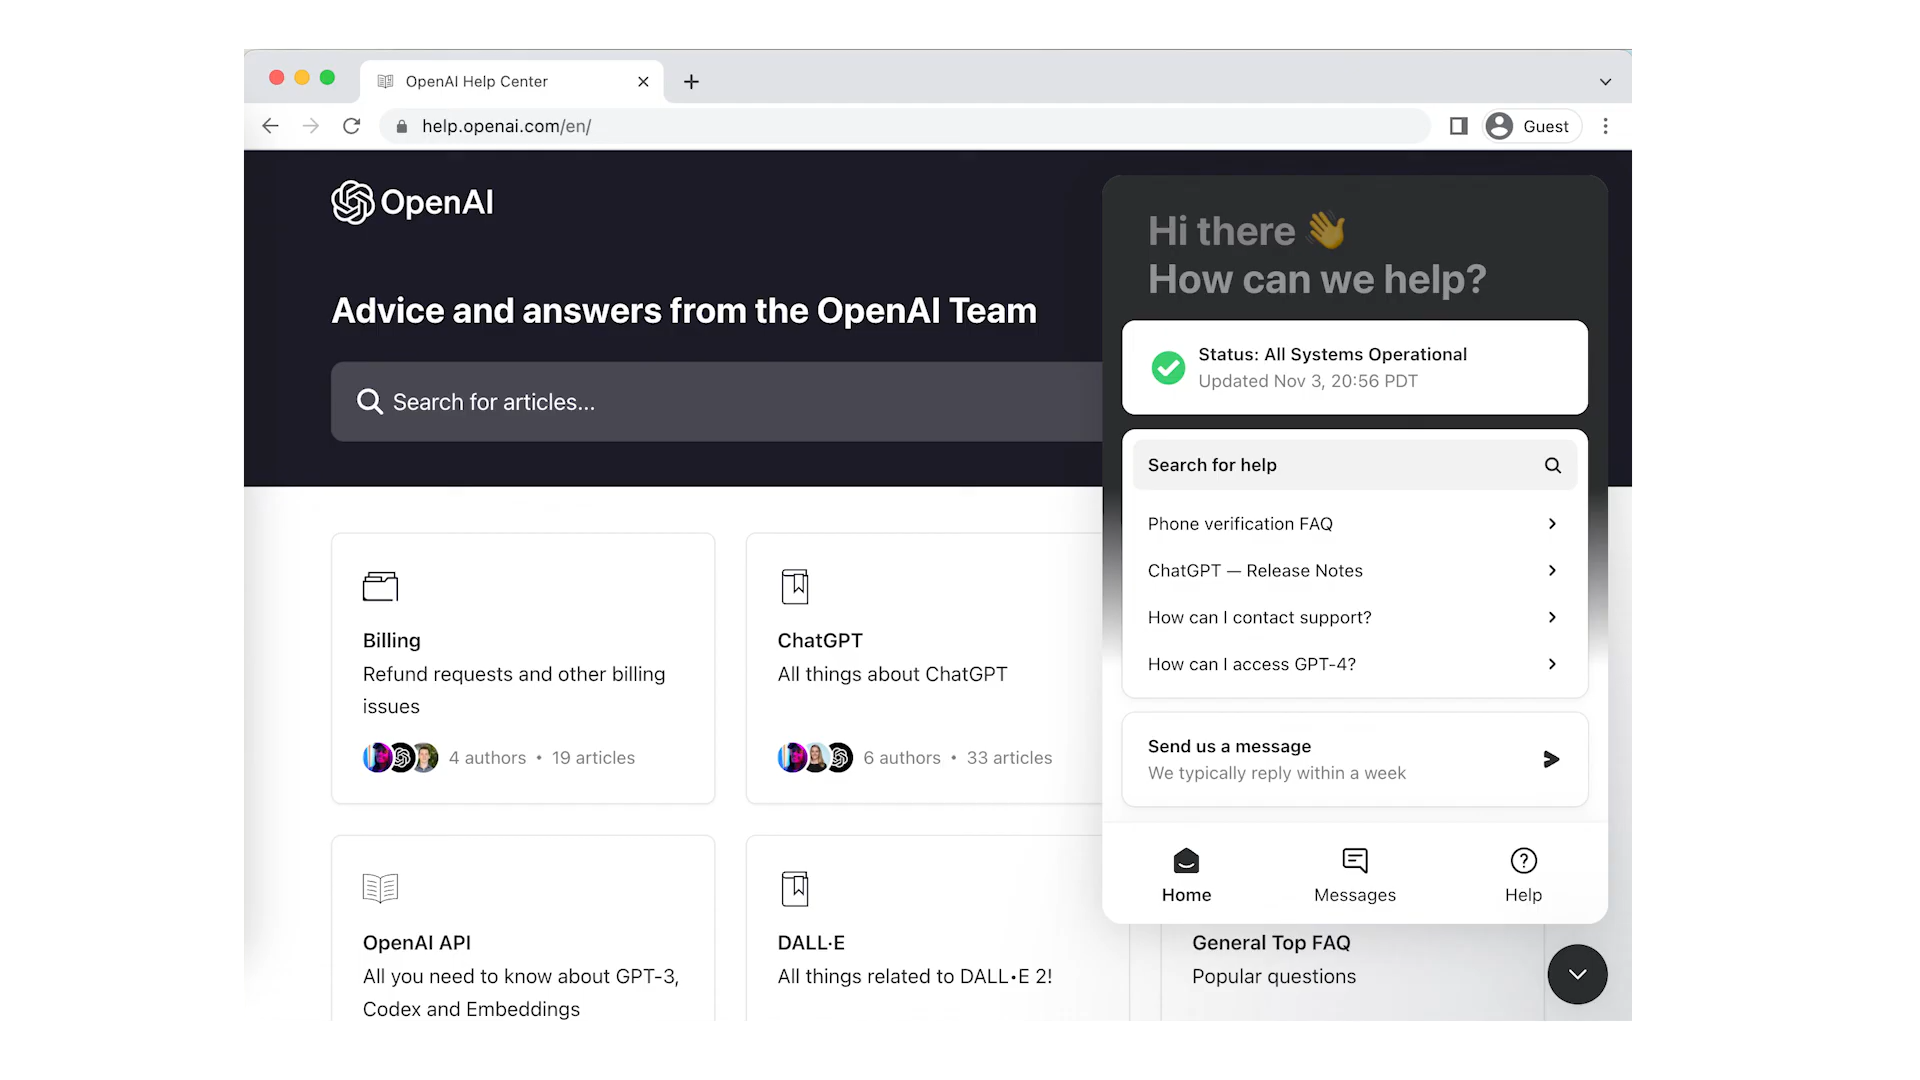 OpenAI Help Center
help.openai.com/en/
Guest
OpenAI
Advice and answers from the OpenAI Team
Search for articles...
Billing
Refund requests and other billing
issues
4 authors • 19 articles
ChatGPT
All things about ChatGPT
6 authors • 33 articles
OpenAI API
All you need to know about GPT-3,
Codex and Embeddings
DALL·E
All things related to DALL•E 2!
General Top FAQ
Popular questions
Hi there 👋
How can we help?
Status: All Systems Operational
Updated Nov 3, 20:56 PDT
Search for help
Phone verification FAQ
ChatGPT — Release Notes
How can I contact support?
How can I access GPT-4?
Send us a message
We typically reply within a week
Home
Messages
Help